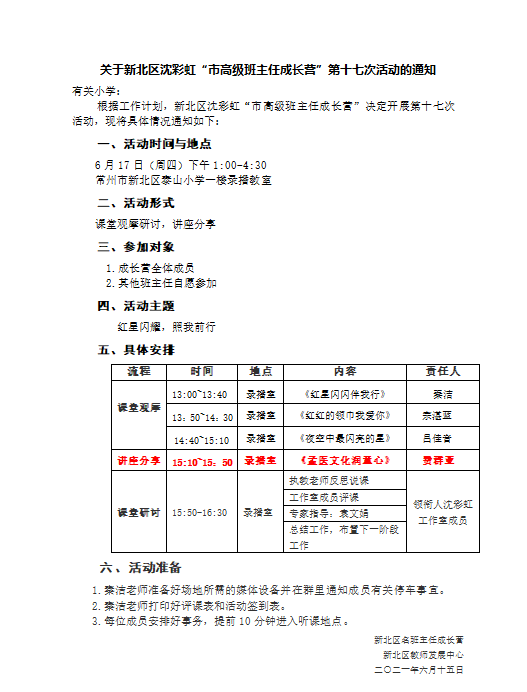 关于新北区沈彩虹“市高级班主任成长营”第十七次活动的通知
有关小学：
根据工作计划，新北区沈彩虹“市高级班主任成长营”决定开展第十七次
活动，现将具体情况通知如下：
一、活动时间与地点
6月17日（周四）下午1:00-4:30
常州市新北区泰山小学一楼录播教室
二、活动形式
课堂观摩研讨，讲座分享
三、参加对象
1.成长营全体成员
2.其他班主任自愿参加
四、活动主题
红星闪耀，照我前行
五、具体安排
流程 时间 地点 内容 责任人
课堂观摩 13:00~13:40 录播室 《红星闪闪伴我行》 秦洁
13：50~14：30 录播室 《红红的领巾我爱你》 宗湛蓝
14:40~15:10 录播室 《夜空中最闪亮的星》 吕佳音
讲座分享 15:10~15：50 录播室 《孟医文化润童心》 费群亚
课堂研讨 15:50-16:30 录播室 执教老师反思说课
工作室成员评课
专家指导：袁文娟
总结工作，布置下一阶段
工作
领衔人沈彩虹
工作室成员
六、活动准备
1.秦洁老师准备好场地所需的媒体设备并在群里通知成员有关停车事宜。
2.秦洁老师打印好评课表和活动签到表。
3.每位成员安排好事务，提前10分钟进入听课地点。
新北区名班主任成长营
新北区教师发展中心
二〇二一年六月十五日